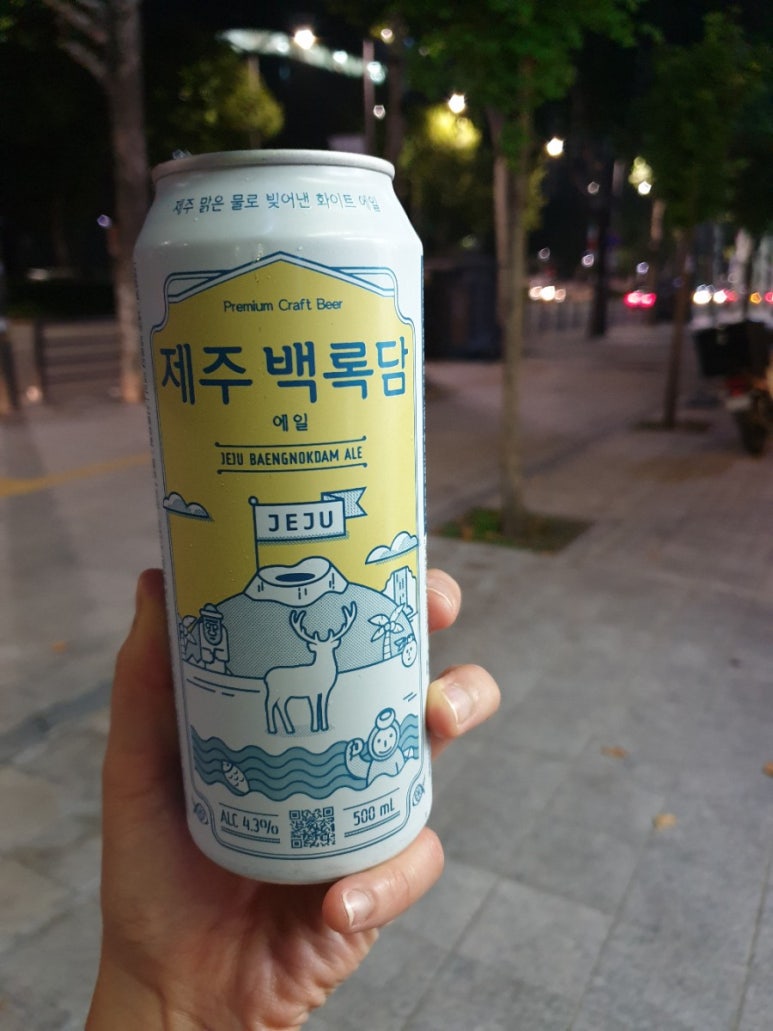 제주 맑은 물로 빚어낸 화이트 에일
Premium Craft Beer
제주 백록담
에일
JEJU BAENGNOKDAM ALE
JEJU
ALC 4.3%
500 mL